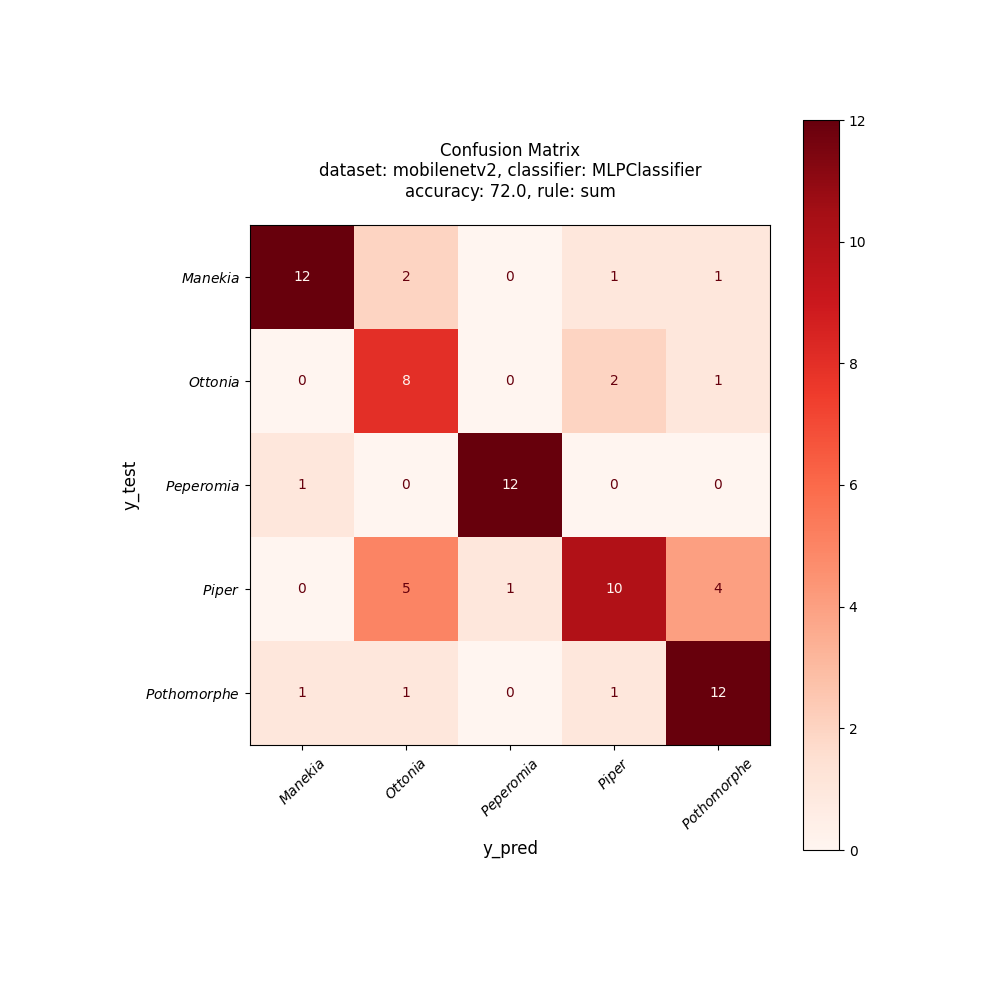 Confusion Matrix
dataset: mobilenetv2, classifier: MLPClassifier
accuracy: 72.0, rule: sum
Manekia 12 2 0 1 1
Ottonia 0 8 0 2 1
Peperomia 1 0 12 0 0
Piper 0 5 1 10 4
Pothomorphe 1 1 0 1 12
y_test
Manekia Ottonia Peperomia Piper Pothomorphe
y_pred
12
10
8
6
4
2
0